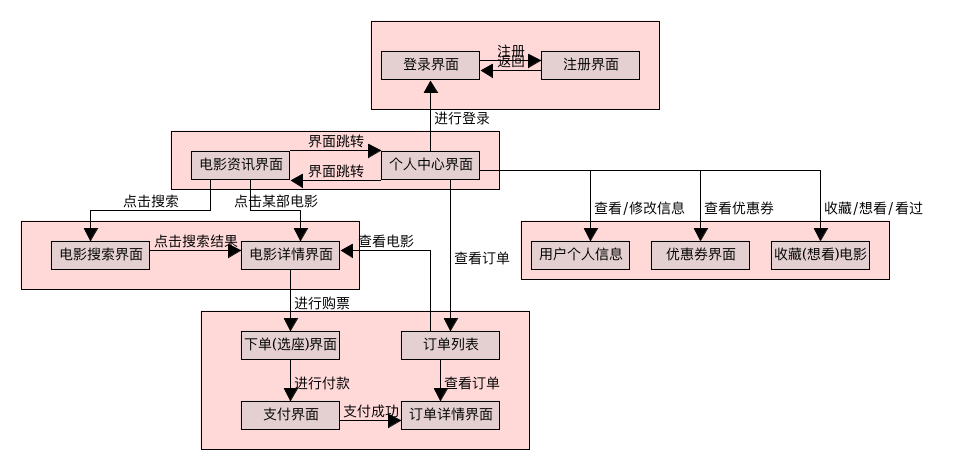 注册
登录界面
返回
注册界面
进行登录
界面跳转
电影资讯界面
个人中心界面
界面跳转
点击搜索
点击某部电影
查看/修改信息
查看优惠券
收藏/想看/看过
电影搜索界面
点击搜索结果
电影详情界面
查看电影
查看订单
用户个人信息
优惠券界面
收藏(想看)电影
进行购票
下单(选座)界面
订单列表
进行付款
查看订单
支付界面
支付成功
订单详情界面